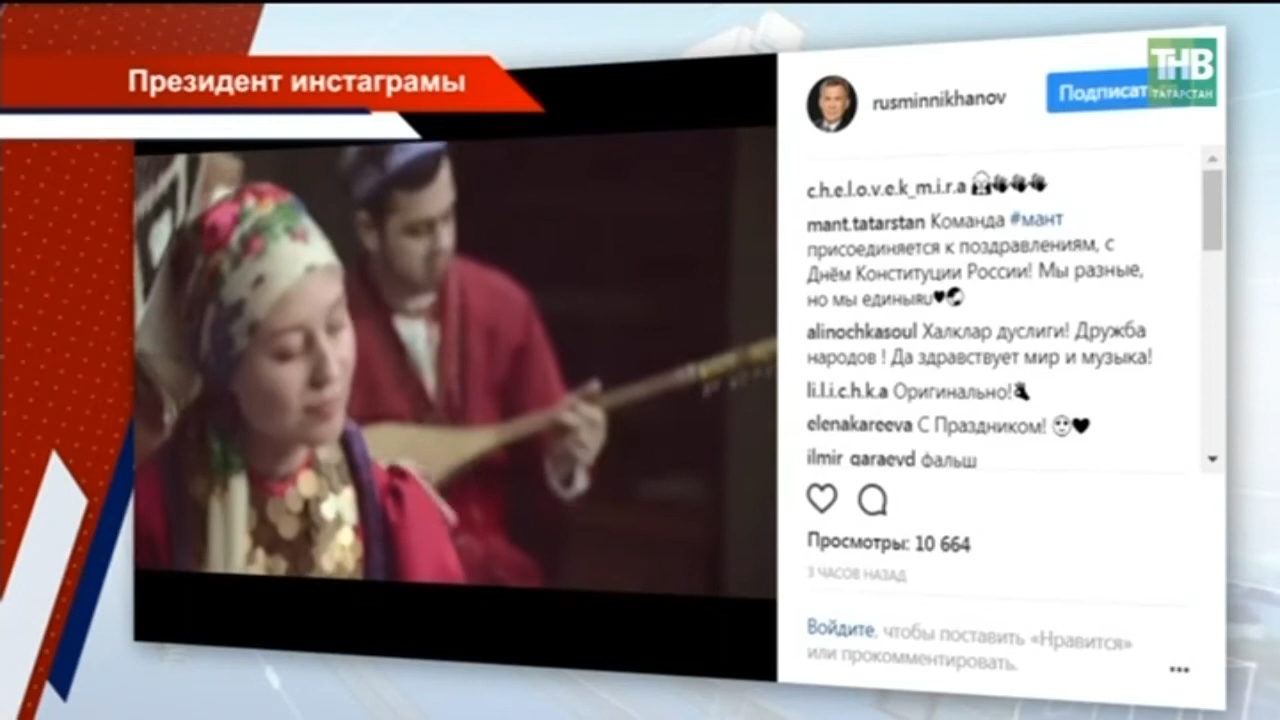 Президент инстаграмы
ТНВ
ТАТАРСТАН
rusminnikhanov
Подписат
c.h.e.l.o.v.e.k_m.i.r.a
mant.tatarstan Команда #мант
присоединяется к поздравлениям, с
Днём Конституции России! Мы разные,
но мы единыRU♥
alinochkasoul Халклар дуслиги! Дружба
народов ! Да здравствует мир и музыка!
li.l.i.c.h.k.a Оригинально!
elenakareeva С Праздником! ♥
ilmir_garaevd фальш
Просмотры: 10 664
3 ЧАСОВ НАЗАД
Войдите, чтобы поставить «Нравится»
или прокомментировать.